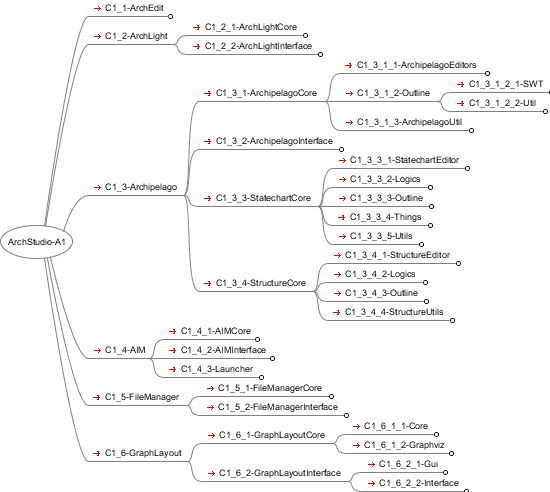 C1_1-ArchEdit
C1_2-ArchLight
C1_2_1-ArchLightCore
C1_2_2-ArchLightInterface
C1_3-Archipelago
C1_3_1-ArchipelagoCore
C1_3_1_1-ArchipelagoEditors
C1_3_1_2-Outline
C1_3_1_2_1-SWT
C1_3_1_2_2-Util
C1_3_1_3-ArchipelagoUtil
C1_3_2-ArchipelagoInterface
C1_3_3-StatechartCore
C1_3_3_1-StatechartEditor
C1_3_3_2-Logics
C1_3_3_3-Outline
C1_3_3_4-Things
C1_3_3_5-Utils
C1_3_4-StructureCore
C1_3_4_1-StructureEditor
C1_3_4_2-Logics
C1_3_4_3-Outline
C1_3_4_4-StructureUtils
ArchStudio-A1
C1_4-AIM
C1_4_1-AIMCore
C1_4_2-AIMInterface
C1_4_3-Launcher
C1_5-FileManager
C1_5_1-FileManagerCore
C1_5_2-FileManagerInterface
C1_6-GraphLayout
C1_6_1-GraphLayoutCore
C1_6_1_1-Core
C1_6_1_2-Graphviz
C1_6_2-GraphLayoutInterface
C1_6_2_1-Gui
C1_6_2_2-Interface